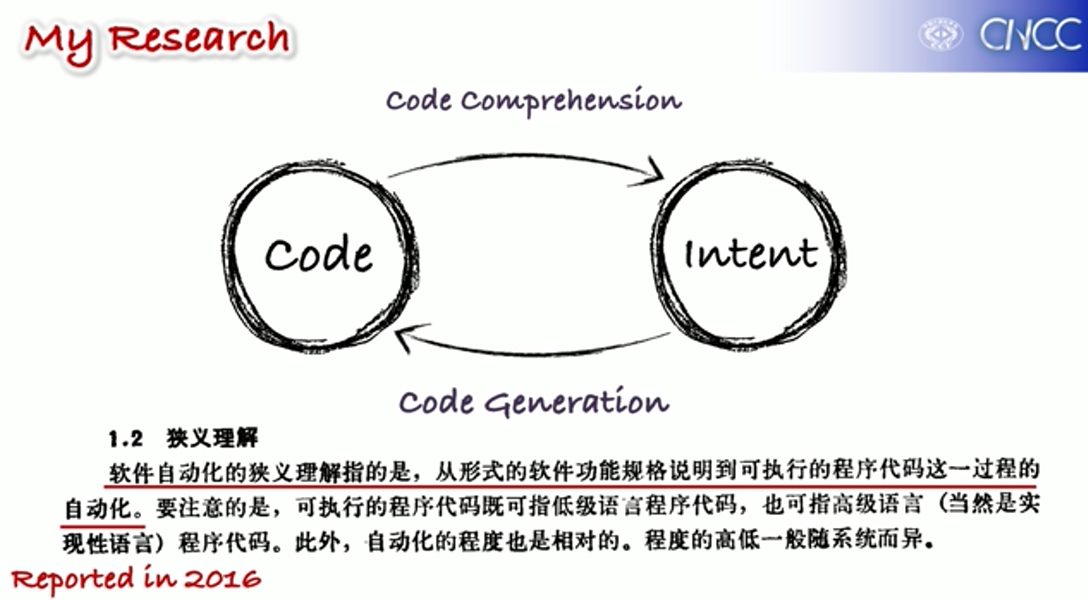 My Research
CNCC
Code Comprehension
Code
Intent
Code Generation
1.2 狭义理解
软件自动化的狭义理解指的是，从形式的软件功能规格说明到可执行的程序代码这一过程的
自动化。要注意的是，可执行的程序代码既可指低级语言程序代码，也可指高级语言（当然是实
现性语言）程序代码。此外，自动化的程度也是相对的。程度的高低一般随系统而异。
Reported in 2016